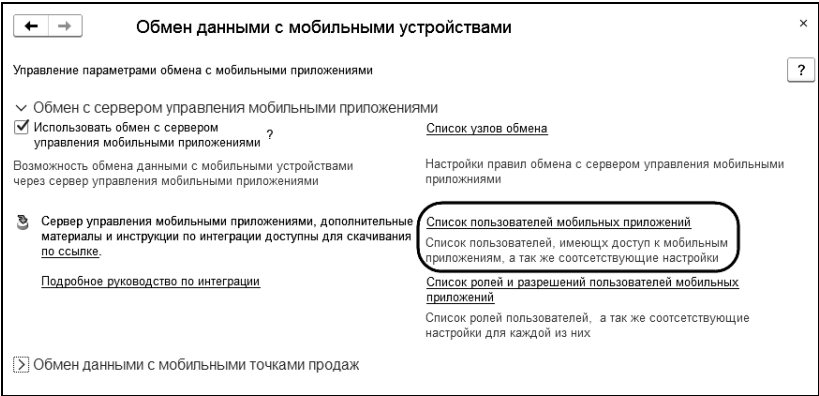 Обмен данными с мобильными устройствами
Управление параметрами обмена с мобильными приложениями
?
Обмен с сервером управления мобильными приложениями
Использовать обмен с сервером
управления мобильными приложениями ?
Возможность обмена данными с мобильными устройствами
через сервер управления мобильными приложениями
Список узлов обмена
Настройки правил обмена с сервером управления мобильными
приложниями
Сервер управления мобильными приложениями, дополнительные
материалы и инструкции по интеграции доступны для скачивания
по ссылке.
Подробное руководство по интеграции
Список пользователей мобильных приложений
Список пользователей, имеющх доступ к мобильным
приложениям, а так же соотсетствующие настройки
Список ролей и разрешений пользователей мобильных
приложений
Список ролей пользователей, а так же соотсетствующие
настройки для каждой из них
Обмен данными с мобильными точками продаж